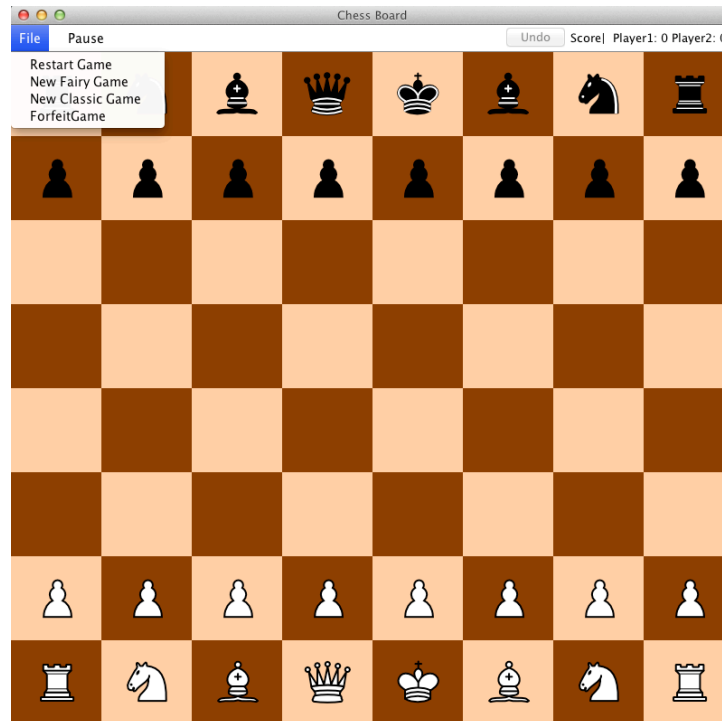 Chess Board
File Pause Undo Score| Player1: 0 Player2:
Restart Game
New Fairy Game
New Classic Game
ForfeitGame